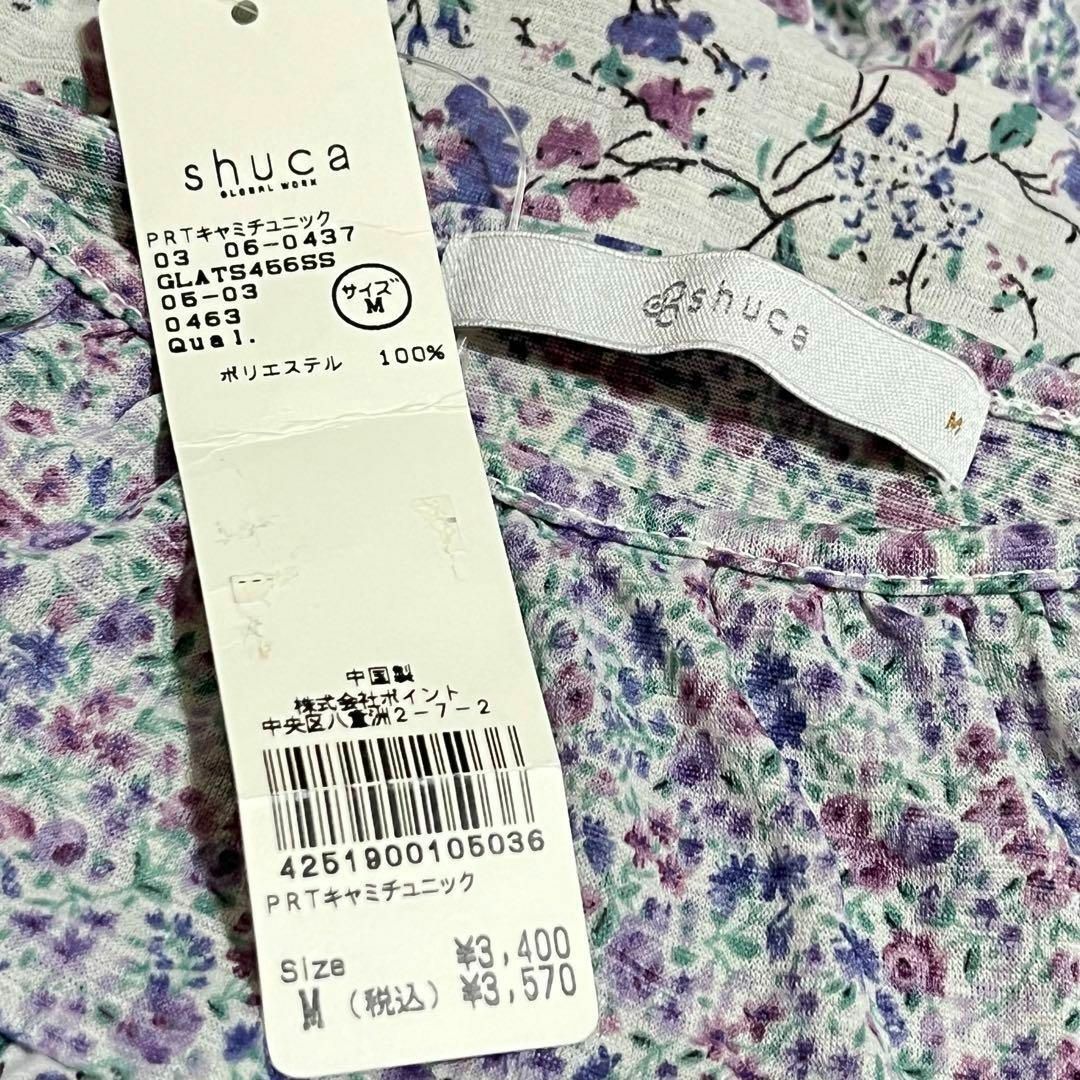 shuca
GLOBAL WORK
PRTキャミチュニック
03 06-0437
GLATS456SS
05-03
0463
サイズ
M
Qual.
ポリエステル 100%
shuca
M
中国製
株式会社ポイント
中央区八重洲2-7-2
4251900105036
PRTキャミチュニック
Size ¥3,400
M (税込) ¥3,570